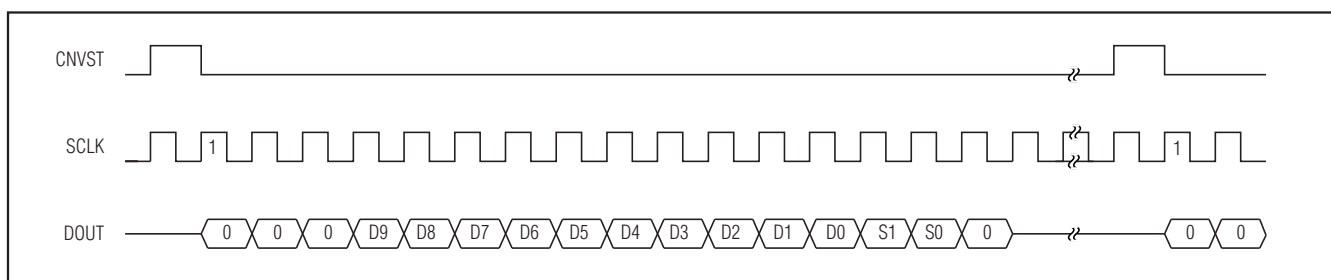 CNVST
SCLK 1 1
DOUT 0 0 0 D9 D8 D7 D6 D5 D4 D3 D2 D1 D0 S1 S0 0 0 0